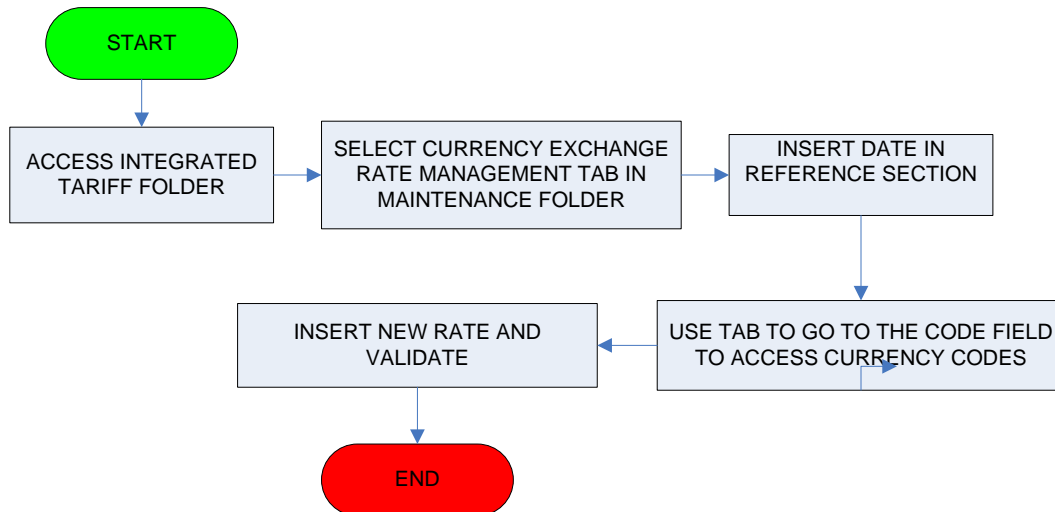 START
ACCESS INTEGRATED
TARIFF FOLDER
SELECT CURRENCY EXCHANGE
RATE MANAGEMENT TAB IN
MAINTENANCE FOLDER
INSERT DATE IN
REFERENCE SECTION
USE TAB TO GO TO THE CODE FIELD
TO ACCESS CURRENCY CODES
INSERT NEW RATE AND
VALIDATE
END